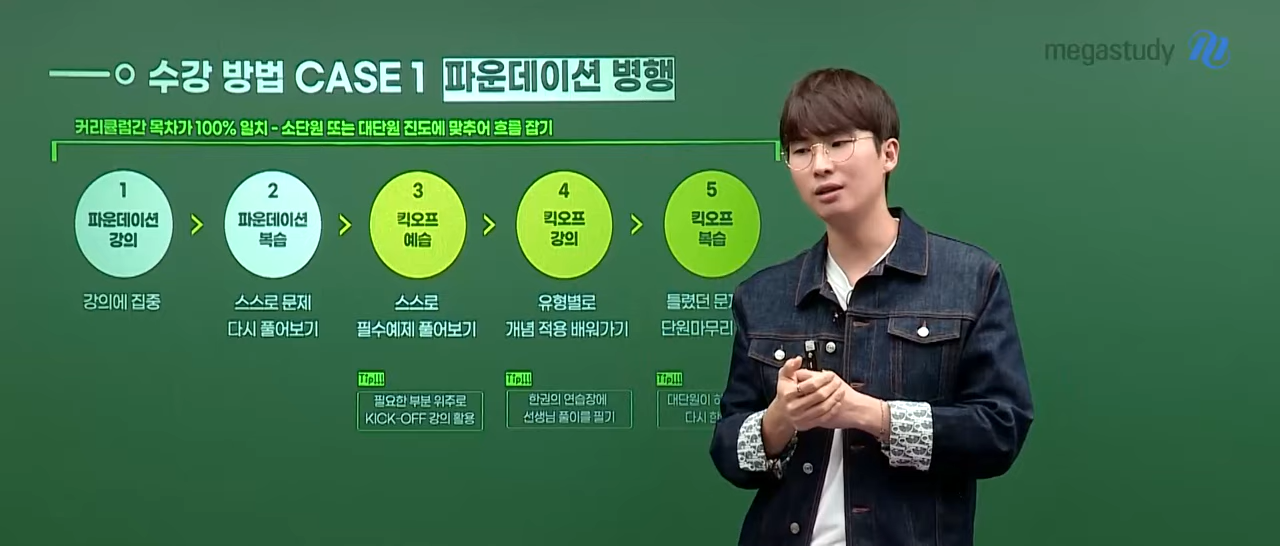 megastudy
수강 방법 CASE 1 파운데이션 병행
커리큘럼간 목차가 100% 일치 - 소단원 또는 대단원 진도에 맞추어 흐름 잡기
1
파운데이션
강의
강의에 집중
2
파운데이션
복습
스스로 문제
다시 풀어보기
3
킥오프
예습
스스로
필수예제 풀어보기
Tip!!!
필요한 부분 위주로
KICK-OFF 강의 활용
4
킥오프
강의
유형별로
개념 적용 배워가기
Tip!!!
한권의 연습장에
선생님 풀이를 필기
5
킥오프
복습
틀렸던
단원마무리
Tip!!!
대단원이
다시